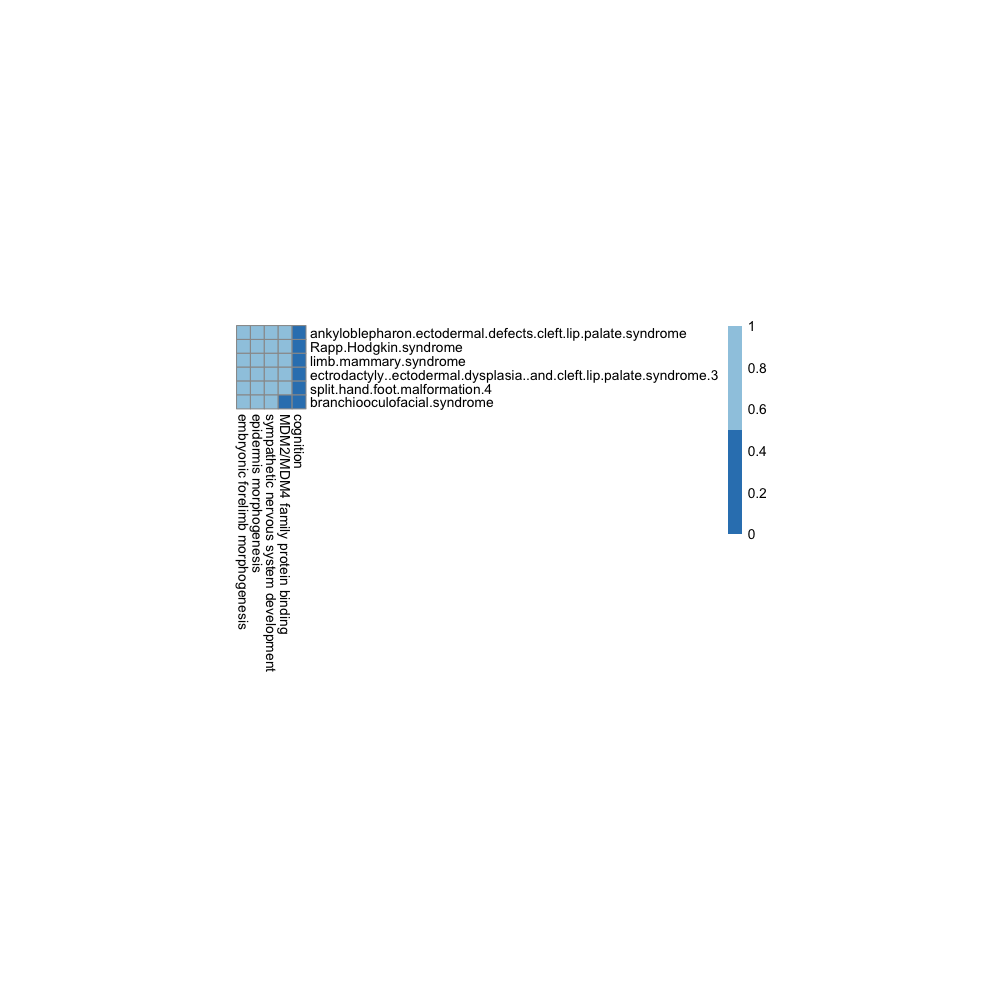 ankyloblepharon.ectodermal.defects.cleft.lip.palate.syndrome
Rapp.Hodgkin.syndrome
limb.mammary.syndrome
ectrodactyly..ectodermal.dysplasia..and.cleft.lip.palate.syndrome.3
split.hand.foot.malformation.4
branchiooculofacial.syndrome
embryonic forelimb morphogenesis
epidermis morphogenesis
sympathetic nervous system development
MDM2/MDM4 family protein binding
cognition
1
0.8
0.6
0.4
0.2
0